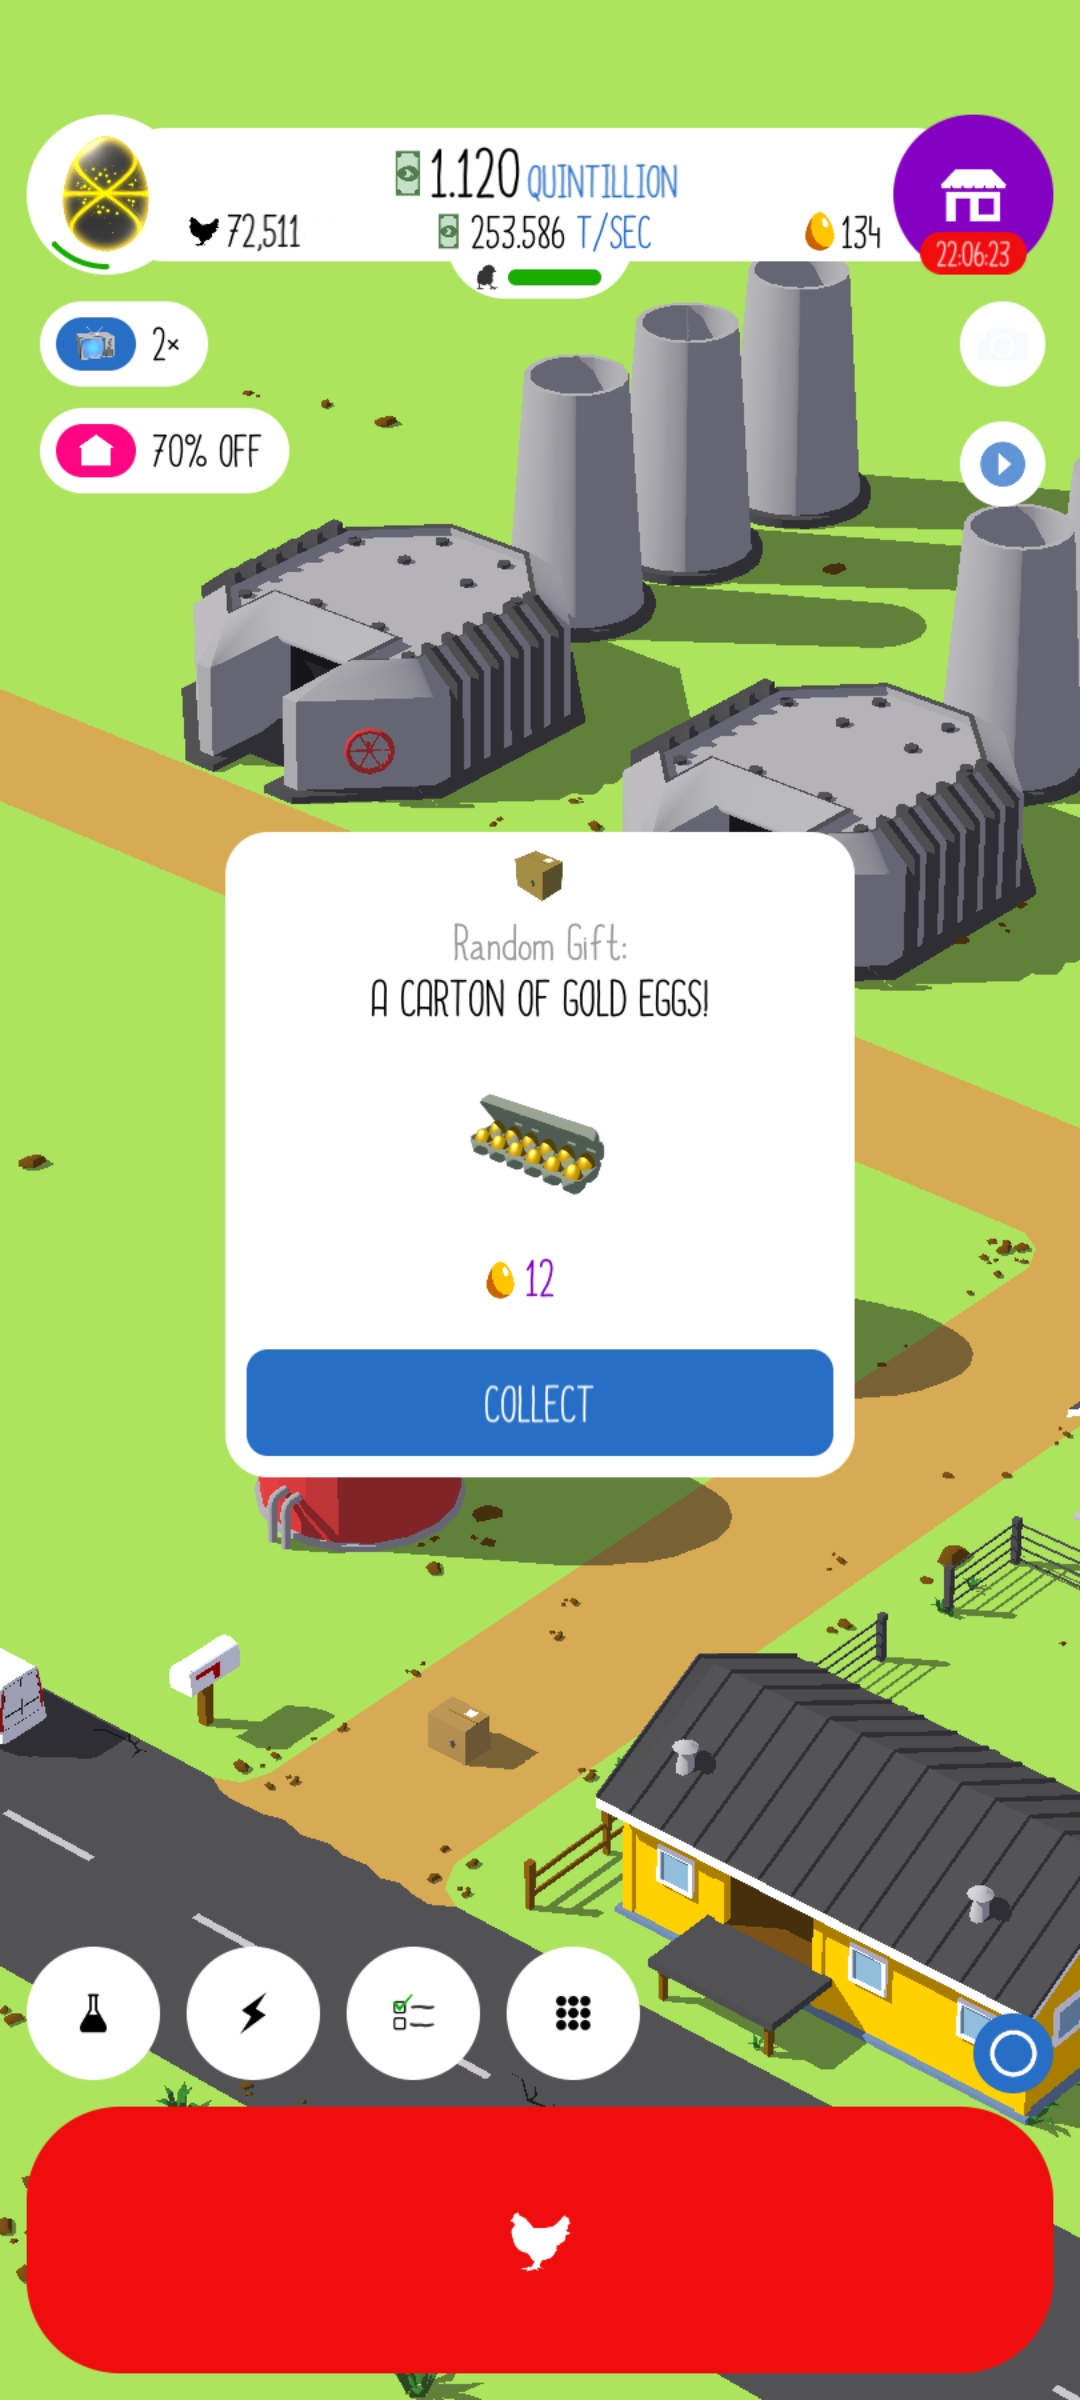 1.120 QUINTILLION
72,511
253.586 T/SEC
134
22:06:23
2×
70% OFF
Random Gift:
A CARTON OF GOLD EGGS!
12
COLLECT